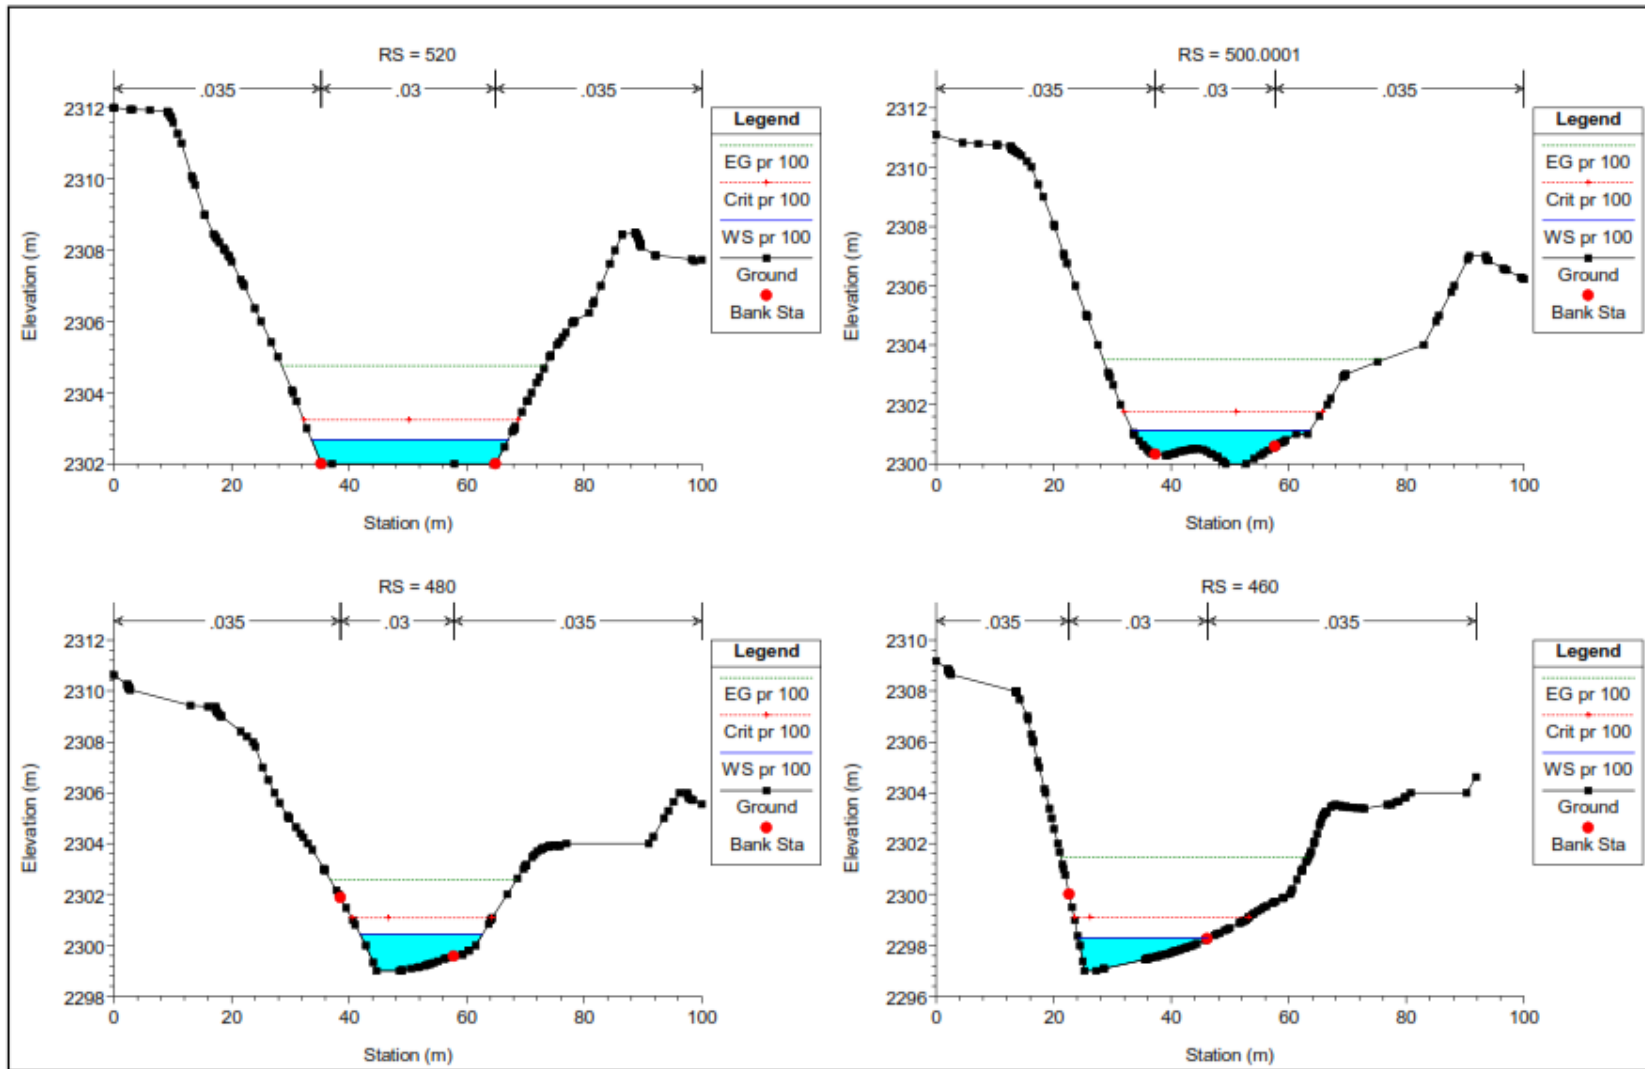 RS = 520
.035 .03 .035
2312
2310
2308
2306
2304
2302
Elevation (m)
0 20 40 60 80 100
Station (m)
Legend
EG pr 100
Crit pr 100
WS pr 100
Ground
Bank Sta
RS = 500.0001
.035 .03 .035
2312
2310
2308
2306
2304
2302
2300
Elevation (m)
0 20 40 60 80 100
Station (m)
Legend
EG pr 100
Crit pr 100
WS pr 100
Ground
Bank Sta
RS = 480
.035 .03 .035
2312
2310
2308
2306
2304
2302
2300
2298
Elevation (m)
0 20 40 60 80 100
Station (m)
Legend
EG pr 100
Crit pr 100
WS pr 100
Ground
Bank Sta
RS = 460
.035 .03 .035
2310
2308
2306
2304
2302
2300
2298
2296
Elevation (m)
0 20 40 60 80 100
Station (m)
Legend
EG pr 100
Crit pr 100
WS pr 100
Ground
Bank Sta